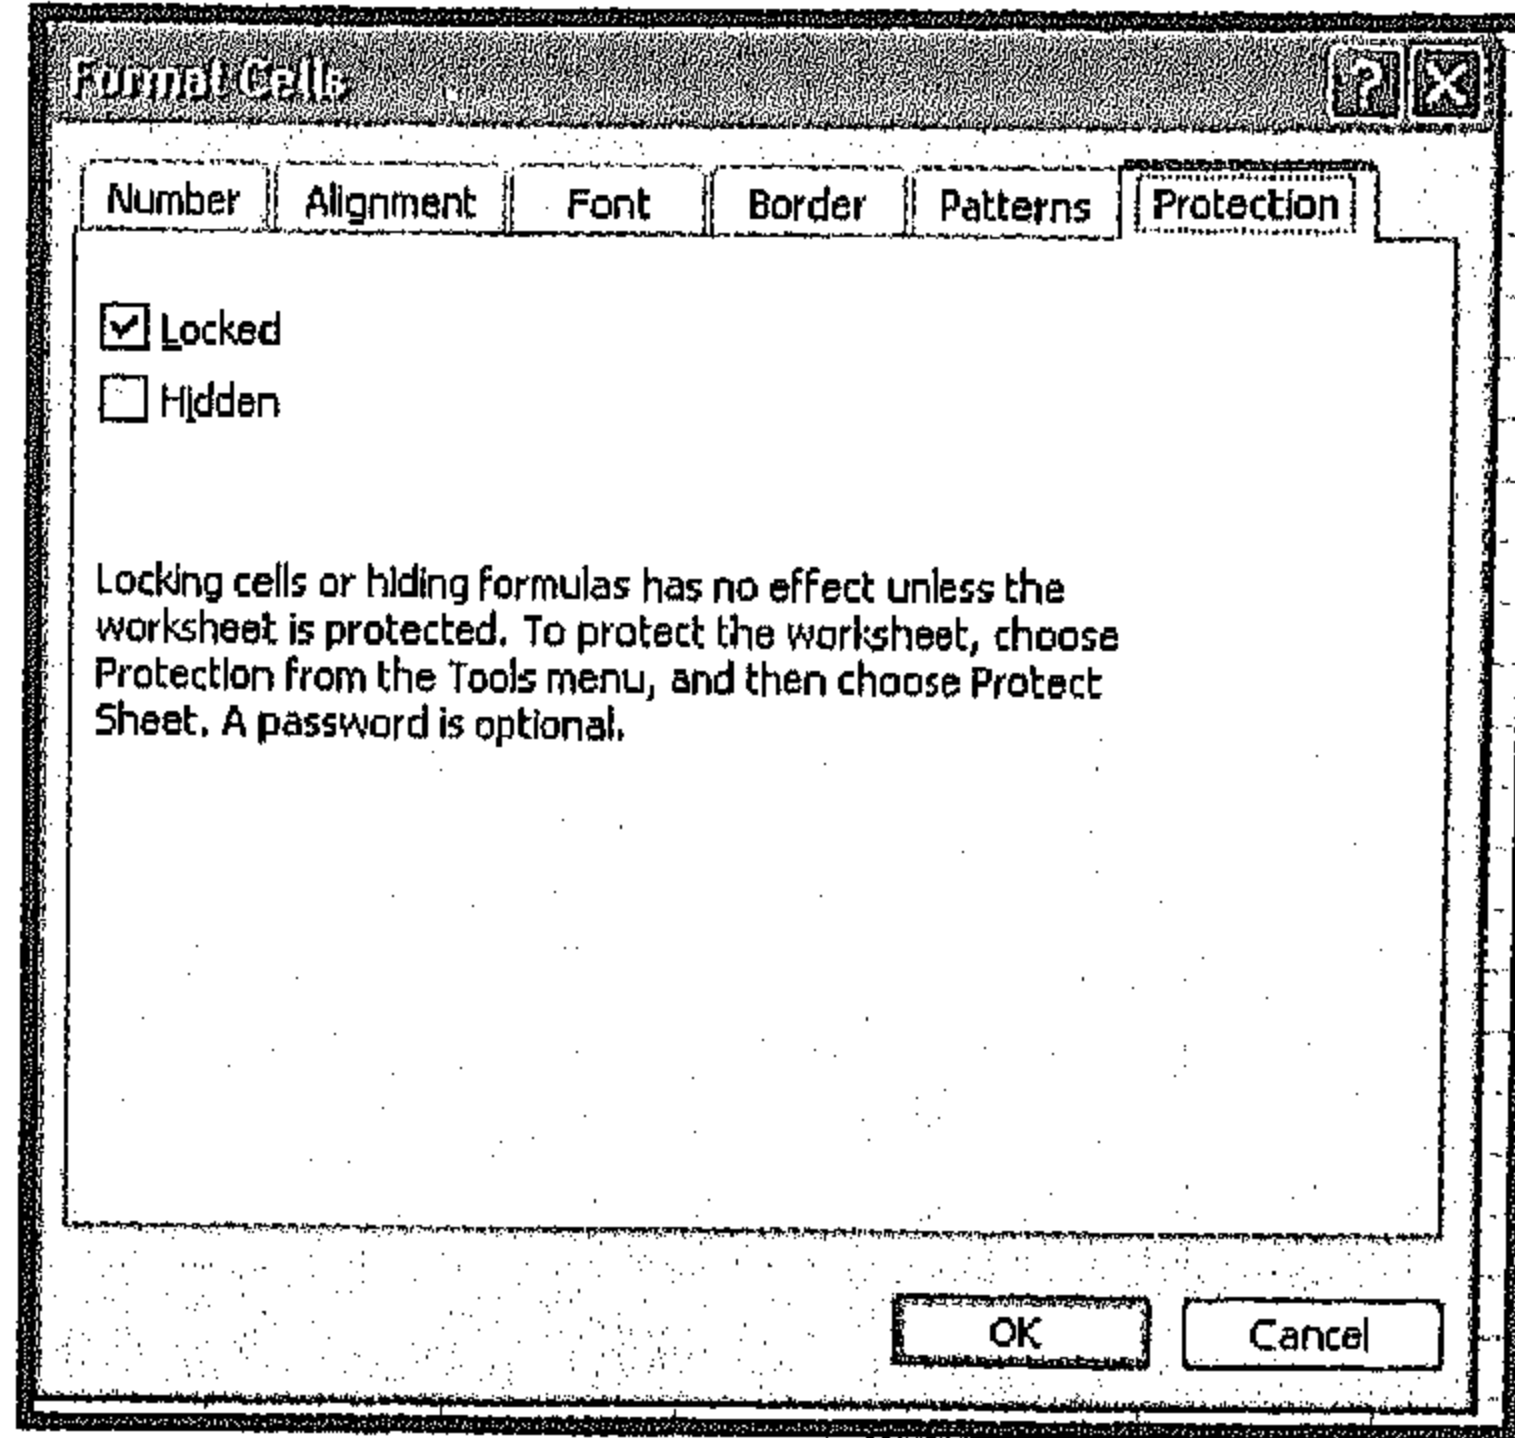 Format Cells
Number Alignment Font Border Patterns Protection
Locked
Hidden
Locking cells or hiding formulas has no effect unless the
worksheet is protected. To protect the worksheet, choose
Protection from the Tools menu, and then choose Protect
Sheet. A password is optional.
OK Cancel